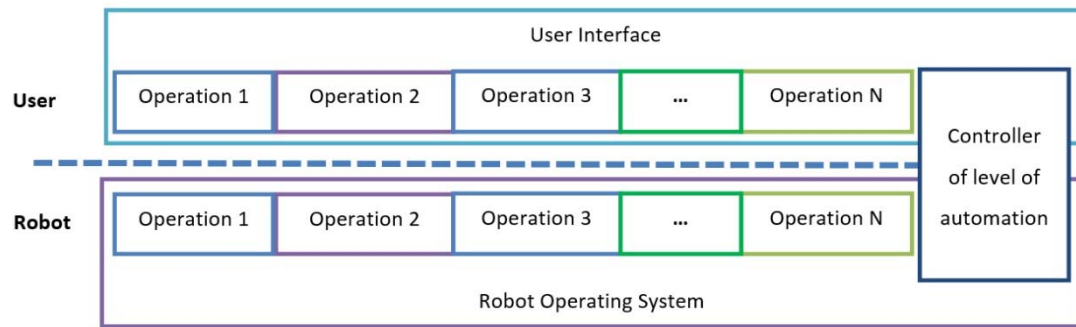 User Interface
User
Operation 1
Operation 2
Operation 3
...
Operation N
Controller
of level of
automation
Robot
Operation 1
Operation 2
Operation 3
...
Operation N
Robot Operating System